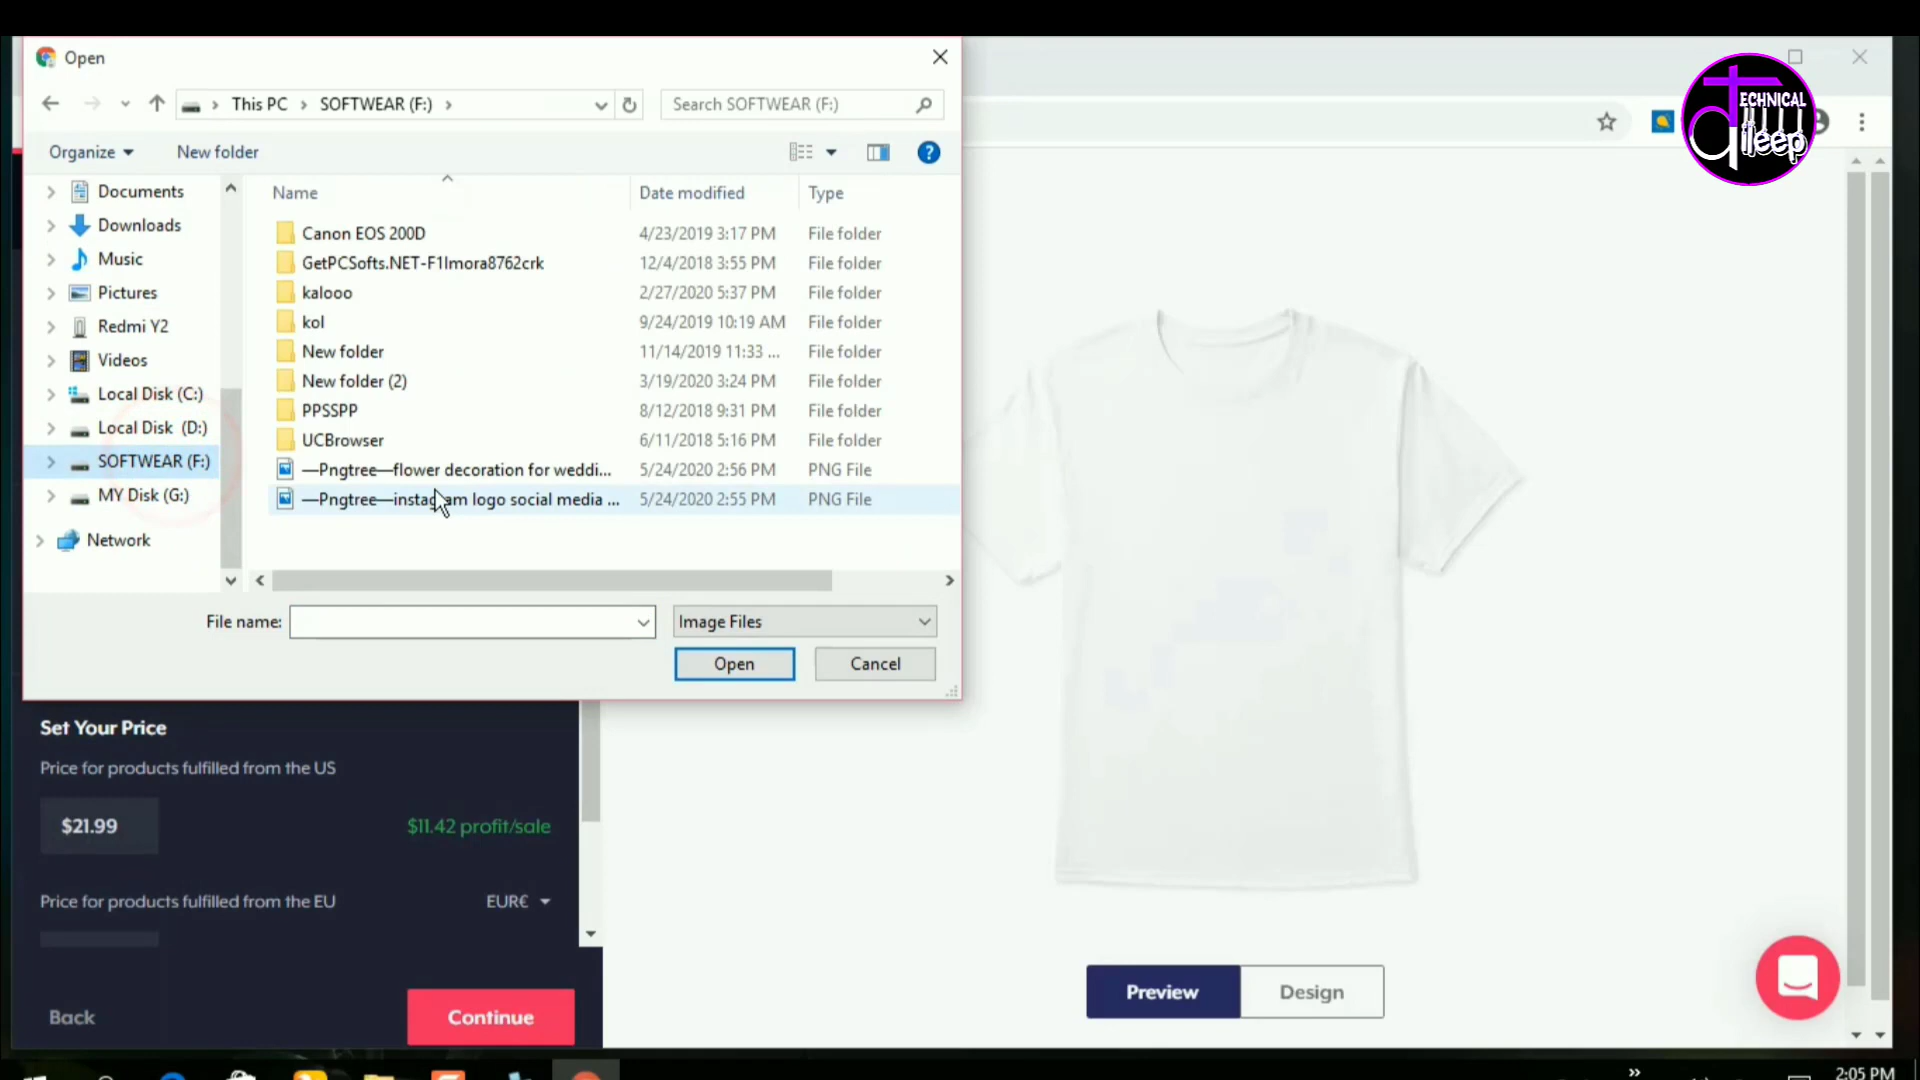 Open
This PC > SOFTWEAR (F:) >
Search SOFTWEAR (F:)
ECHNICAL
ileep
Organize
New folder
Name
Date modified
Type
Documents
Downloads
Music
Pictures
Redmi Y2
Videos
Local Disk (C:)
Local Disk (D:)
SOFTWEAR (F:)
MY Disk (G:)
Network
Canon EOS 200D 4/23/2019 3:17 PM File folder
GetPCSofts.NET-F1lmora8762crk 12/4/2018 3:55 PM File folder
kalooo 2/27/2020 5:37 PM File folder
kol 9/24/2019 10:19 AM File folder
New folder 11/14/2019 11:33 ... File folder
New folder (2) 3/19/2020 3:24 PM File folder
PPSSPP 8/12/2018 9:31 PM File folder
UCBrowser 6/11/2018 5:16 PM File folder
—Pngtree—flower decoration for weddi... 5/24/2020 2:56 PM PNG File
—Pngtree—instagram logo social media ... 5/24/2020 2:55 PM PNG File
File name:
Image Files
Open
Cancel
Set Your Price
Price for products fulfilled from the US
$21.99
$11.42 profit/sale
Price for products fulfilled from the EU
EUR€
Back
Continue
Preview
Design
2:05 PM